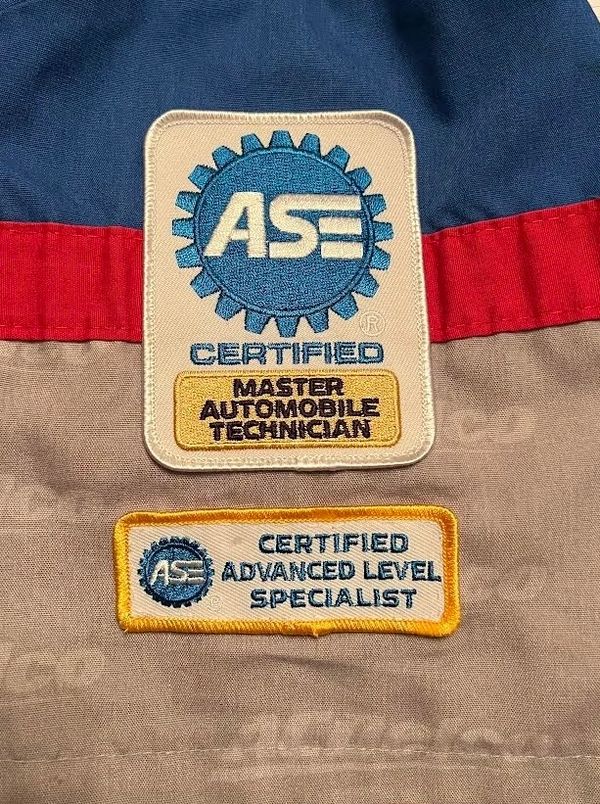 ASE
®
CERTIFIED
MASTER
AUTOMOBILE
TECHNICIAN
ASE
CERTIFIED
ADVANCED LEVEL
SPECIALIST